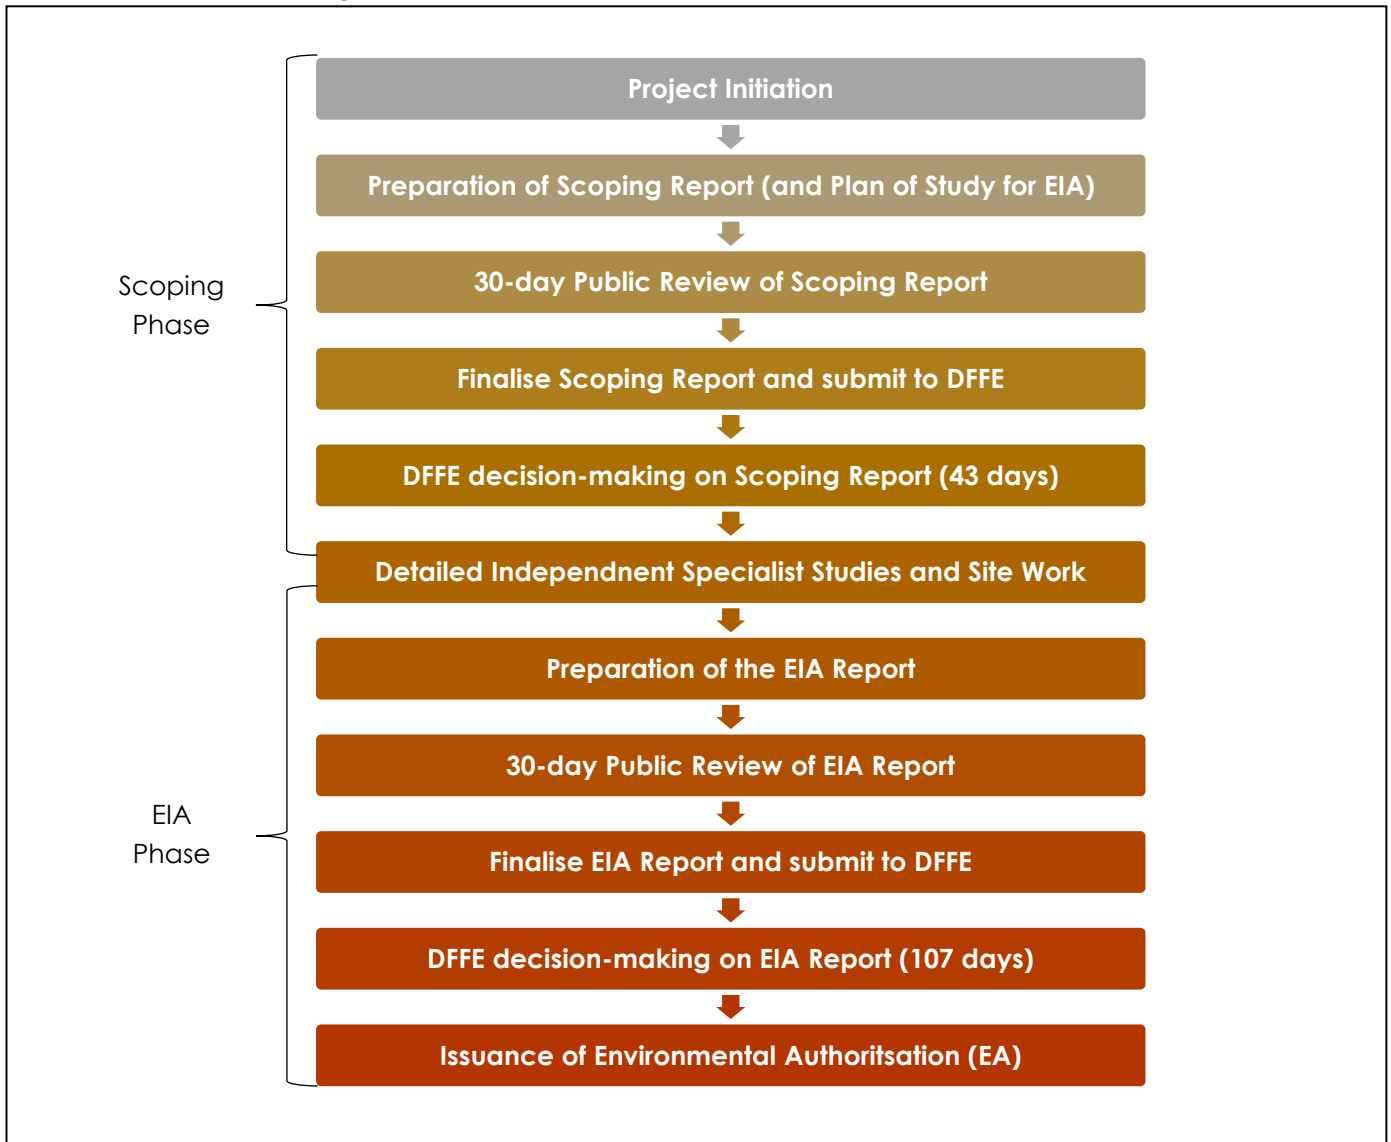 Project Initiation
Preparation of Scoping Report (and Plan of Study for EIA)
30-day Public Review of Scoping Report
Scoping
Phase
Finalise Scoping Report and submit to DFFE
DFFE decision-making on Scoping Report (43 days)
Detailed Independnent Specialist Studies and Site Work
Preparation of the EIA Report
30-day Public Review of EIA Report
EIA
Phase
Finalise EIA Report and submit to DFFE
DFFE decision-making on EIA Report (107 days)
Issuance of Environmental Authoritsation (EA)